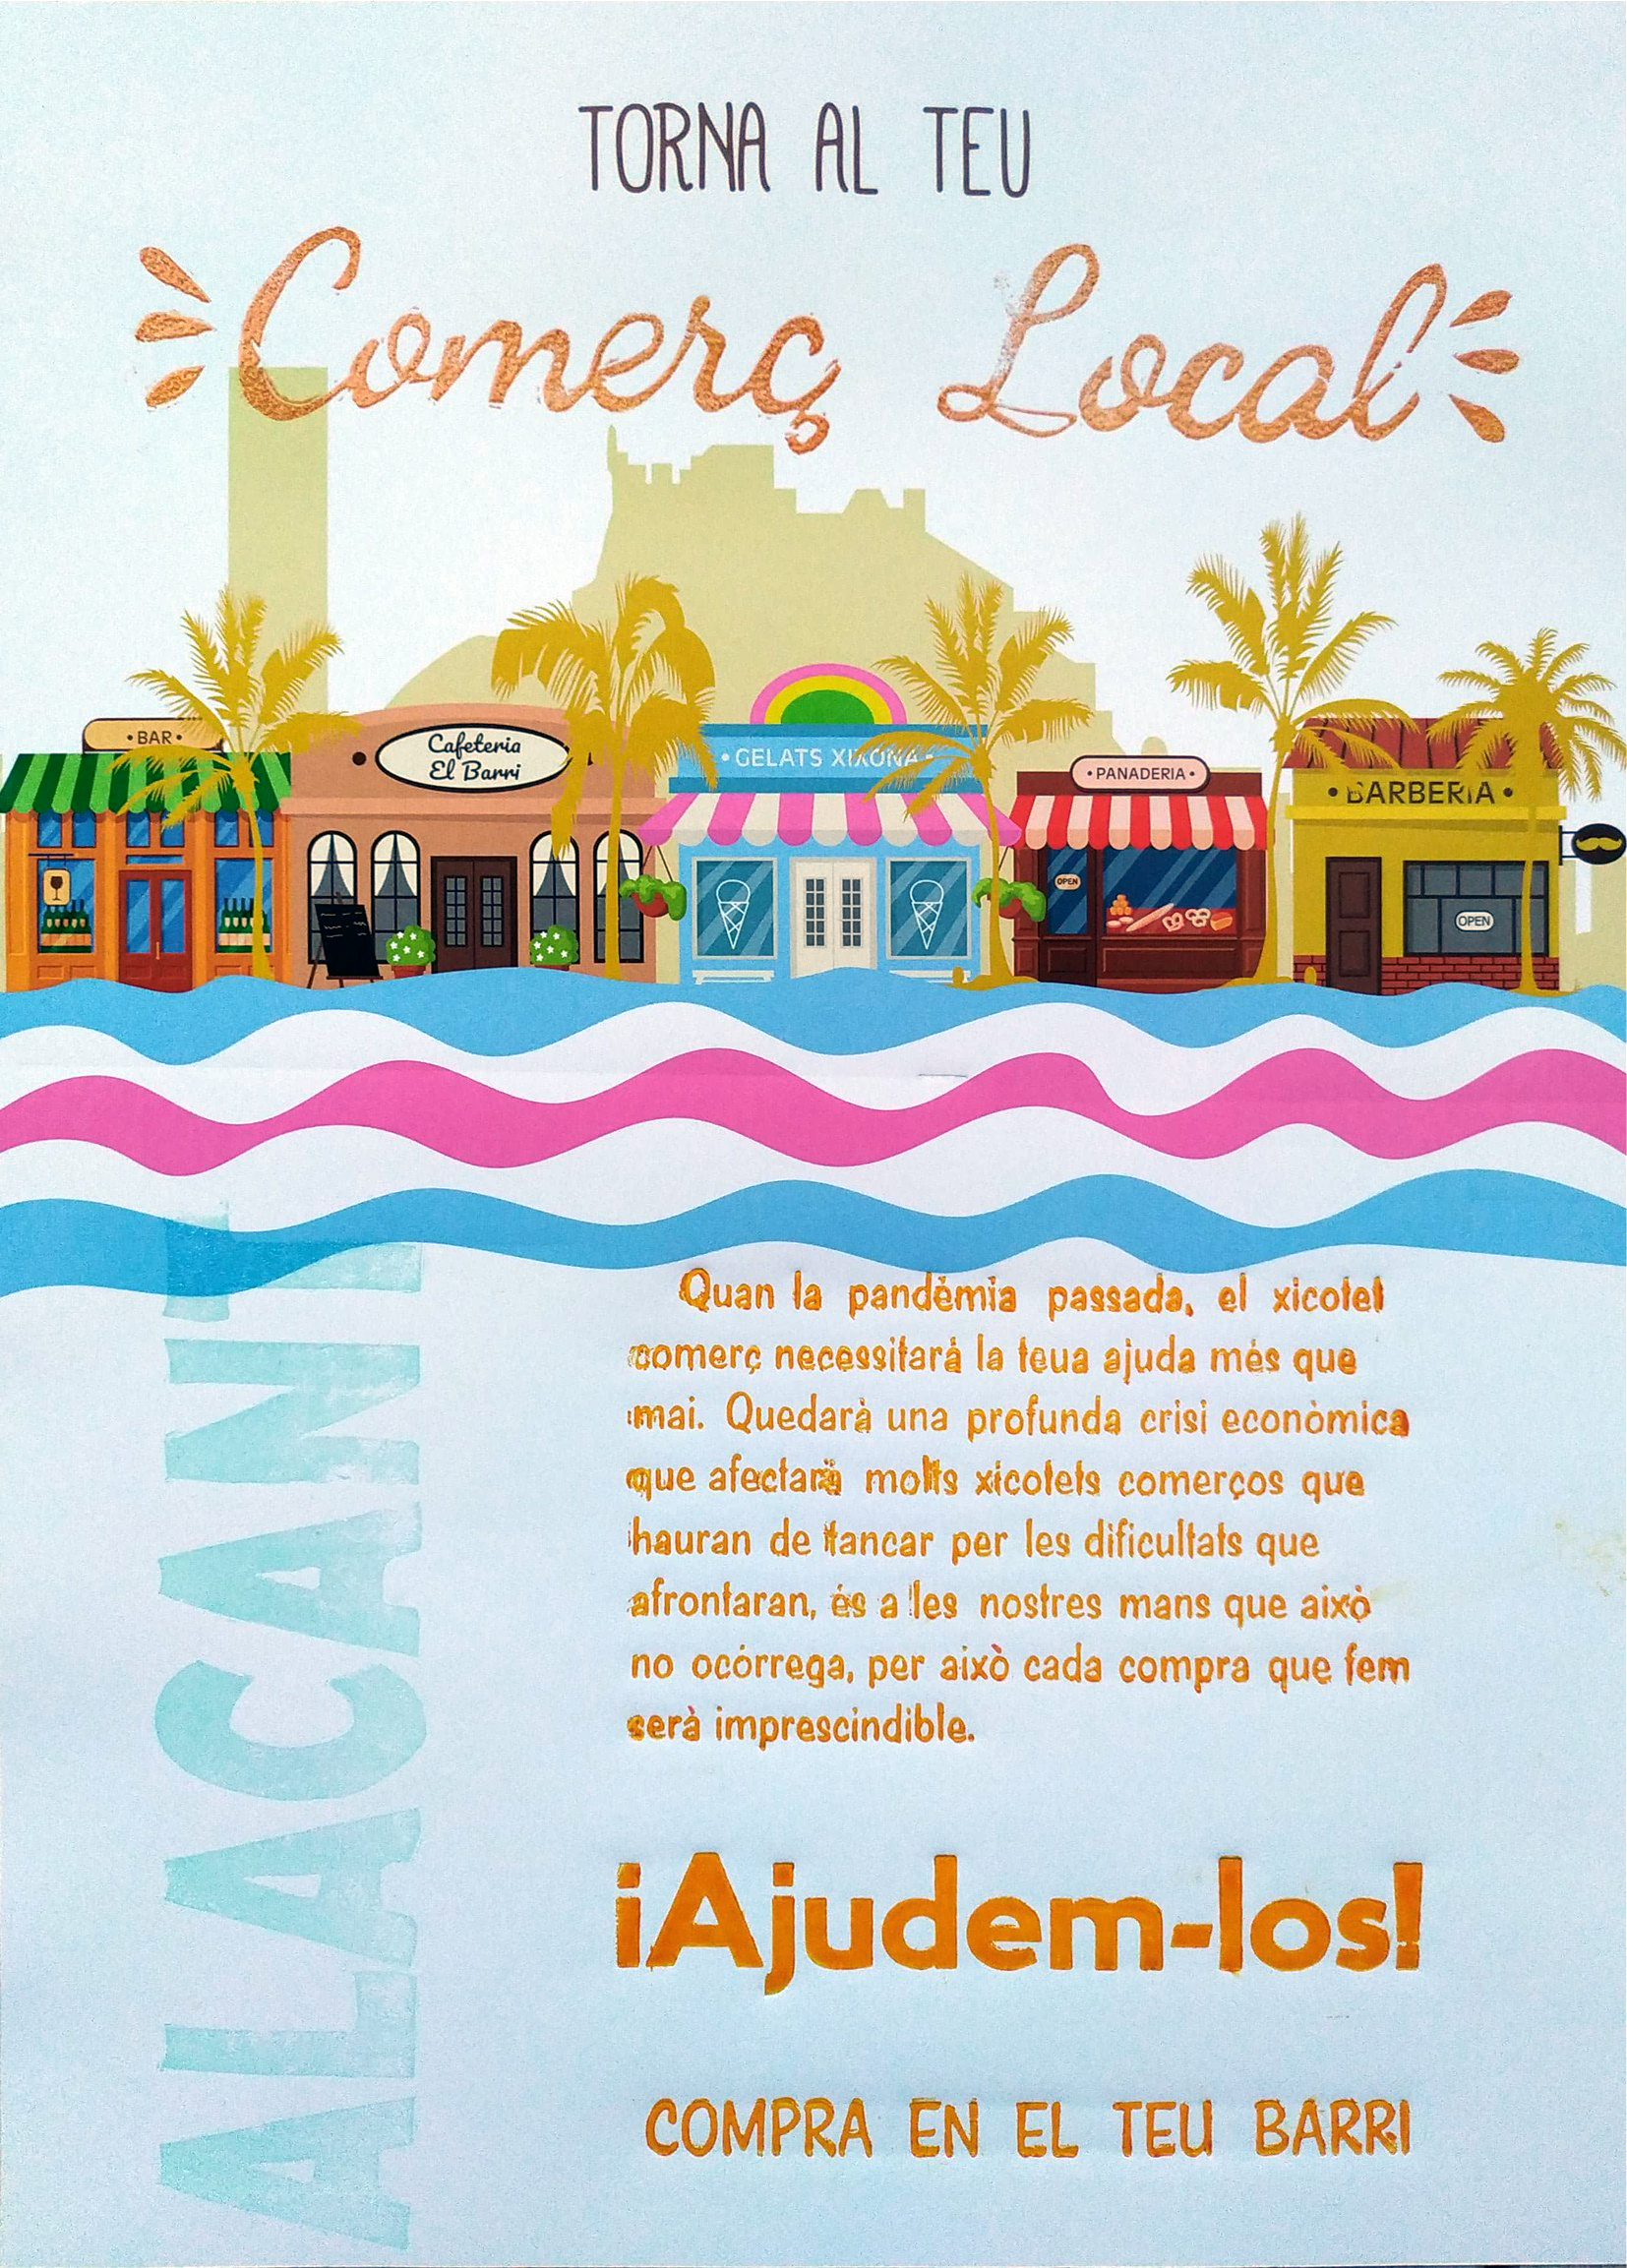 TORNA AL TEU
Comerç Local
• BAR •
Cafeteria
El Barri
• GELATS XIXONA •
• PANADERIA •
• BARBERIA •
OPEN
OPEN
ALACANT
Quan la pandèmia passada, el xicotet
comerç necessitarà la teua ajuda més que
mai. Quedarà una profunda crisi econòmica
que afectarà molts xicotets comerços que
hauran de tancar per les dificultats que
afrontaran, és a les nostres mans que això
no ocórrega, per això cada compra que fem
serà imprescindible.
¡Ajudem-los!
COMPRA EN EL TEU BARRI